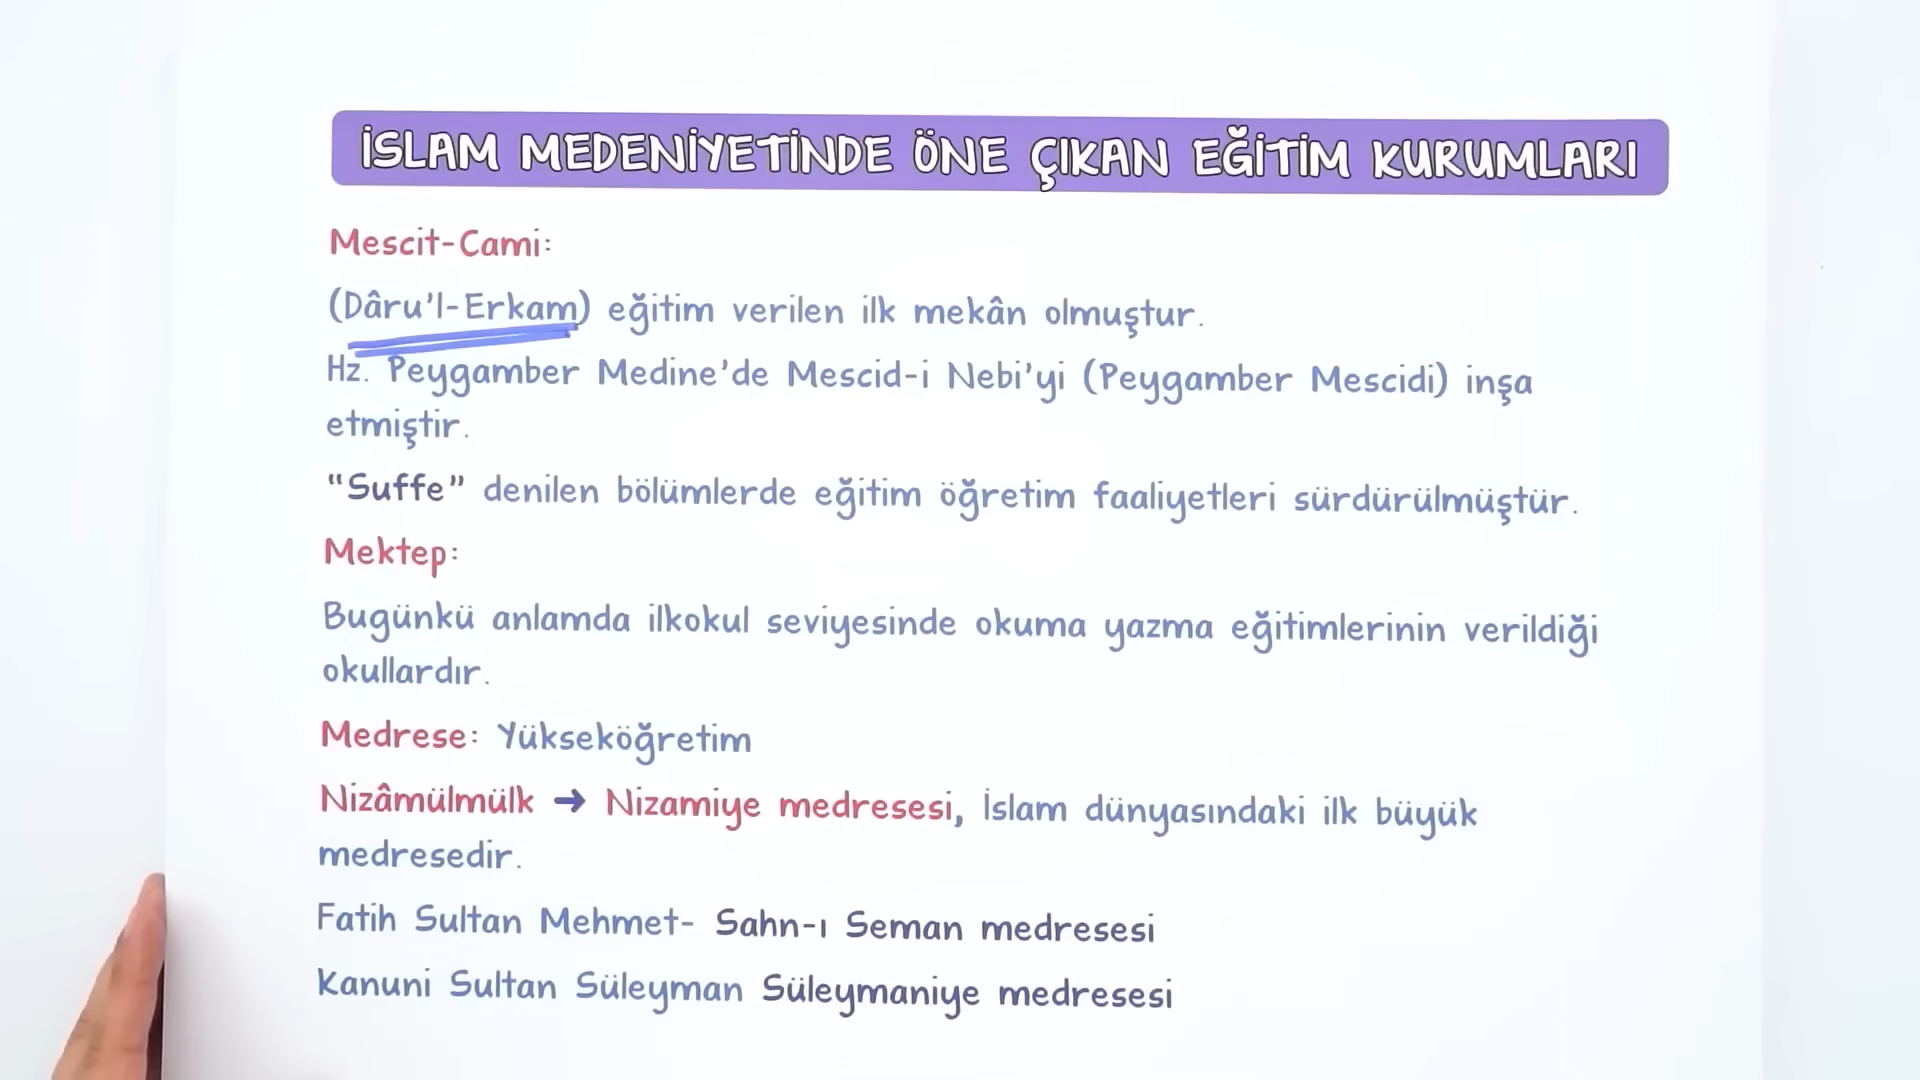 İSLAM MEDENİYETİNDE ÖNE ÇIKAN EĞİTİM KURUMLARI
Mescit-Cami:
(Dâru'l-Erkam) eğitim verilen ilk mekân olmuştur.
Hz. Peygamber Medine'de Mescid-i Nebi'yi (Peygamber Mescidi) inşa
etmiştir.
“Suffe” denilen bölümlerde eğitim öğretim faaliyetleri sürdürülmüştür.
Mektep:
Bugünkü anlamda ilkokul seviyesinde okuma yazma eğitimlerinin verildiği
okullardır.
Medrese: Yükseköğretim
Nizâmülmülk → Nizamiye medresesi, İslam dünyasındaki ilk büyük
medresedir.
Fatih Sultan Mehmet- Sahn-ı Seman medresesi
Kanuni Sultan Süleyman Süleymaniye medresesi